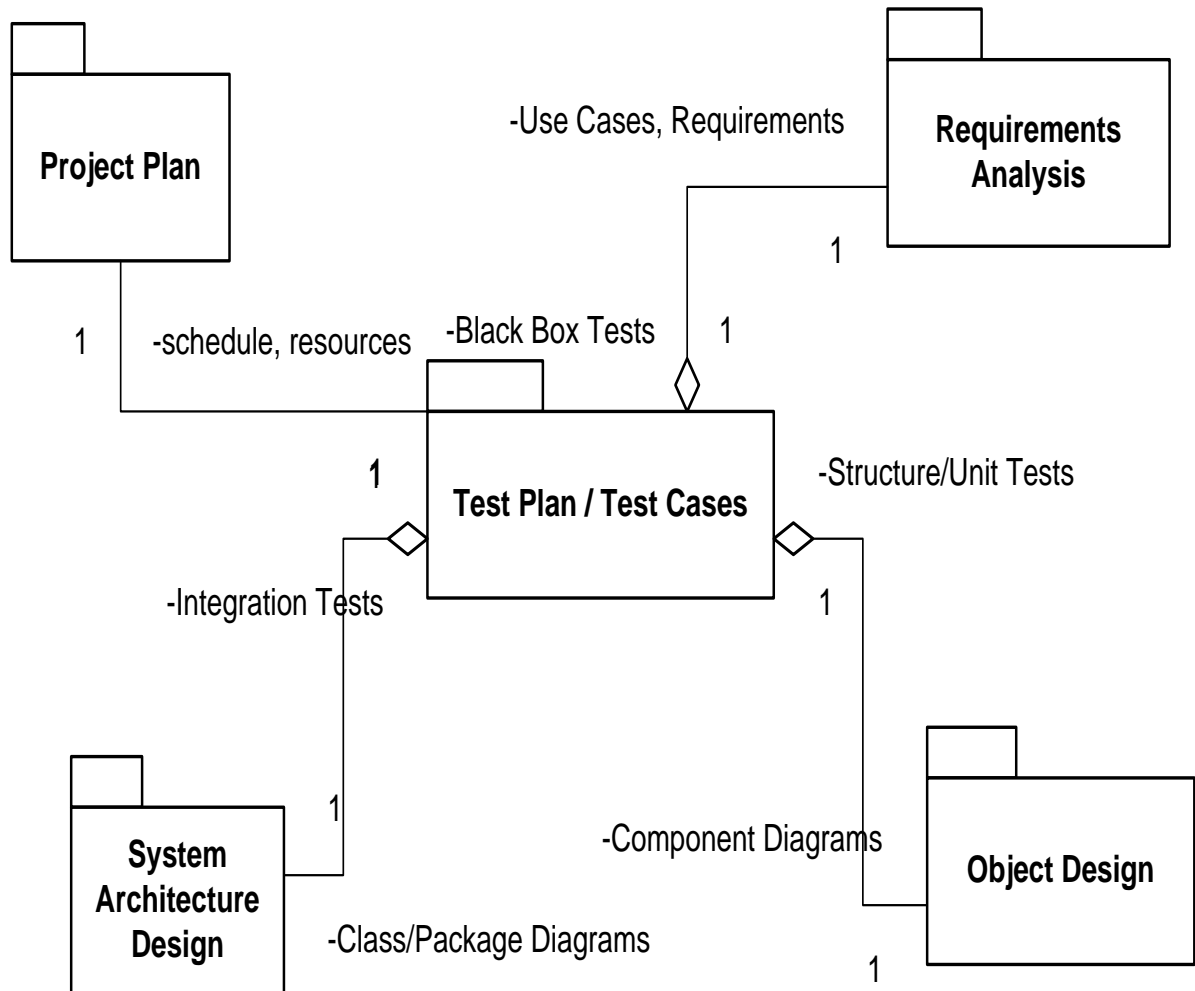 -Use Cases, Requirements
Requirements
Analysis
Project Plan
1
1
-schedule, resources
-Black Box Tests
1
1
-Structure/Unit Tests
Test Plan / Test Cases
-Integration Tests
1
1
-Component Diagrams
System
Architecture
Design
Object Design
-Class/Package Diagrams
1